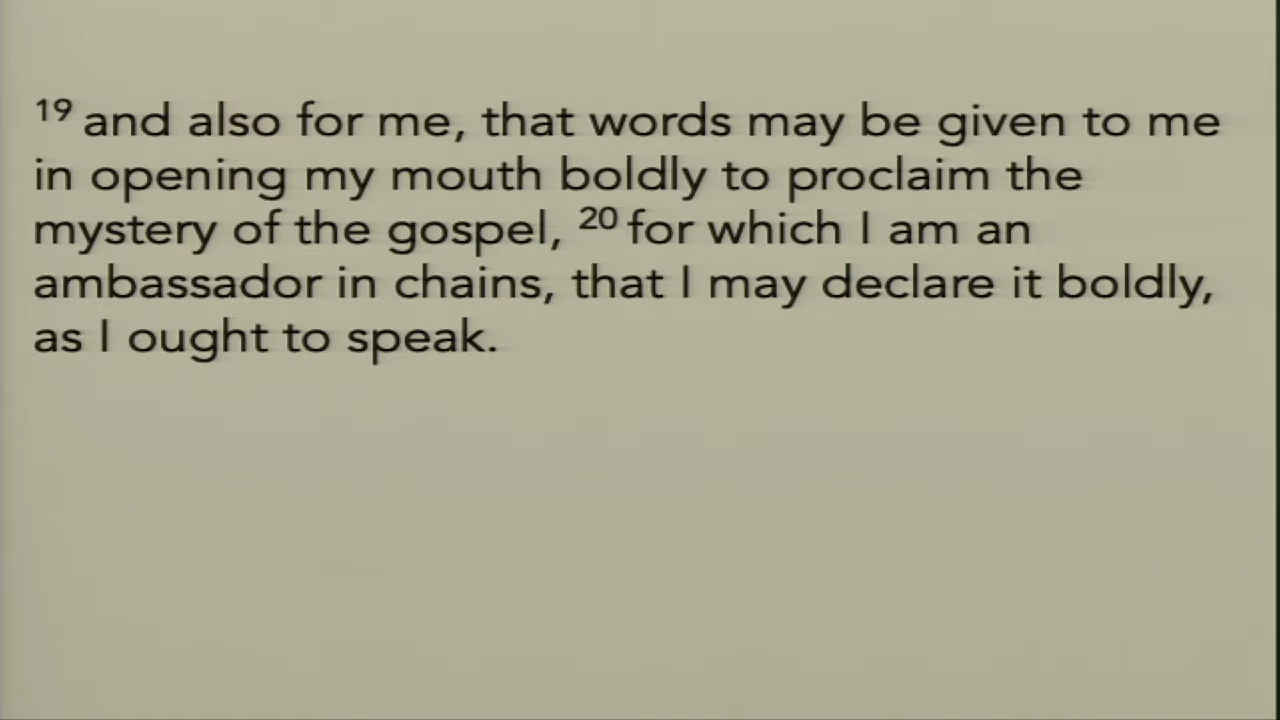 19 and also for me, that words may be given to me
in opening my mouth boldly to proclaim the
mystery of the gospel, 20 for which I am an
ambassador in chains, that I may declare it boldly,
as I ought to speak.